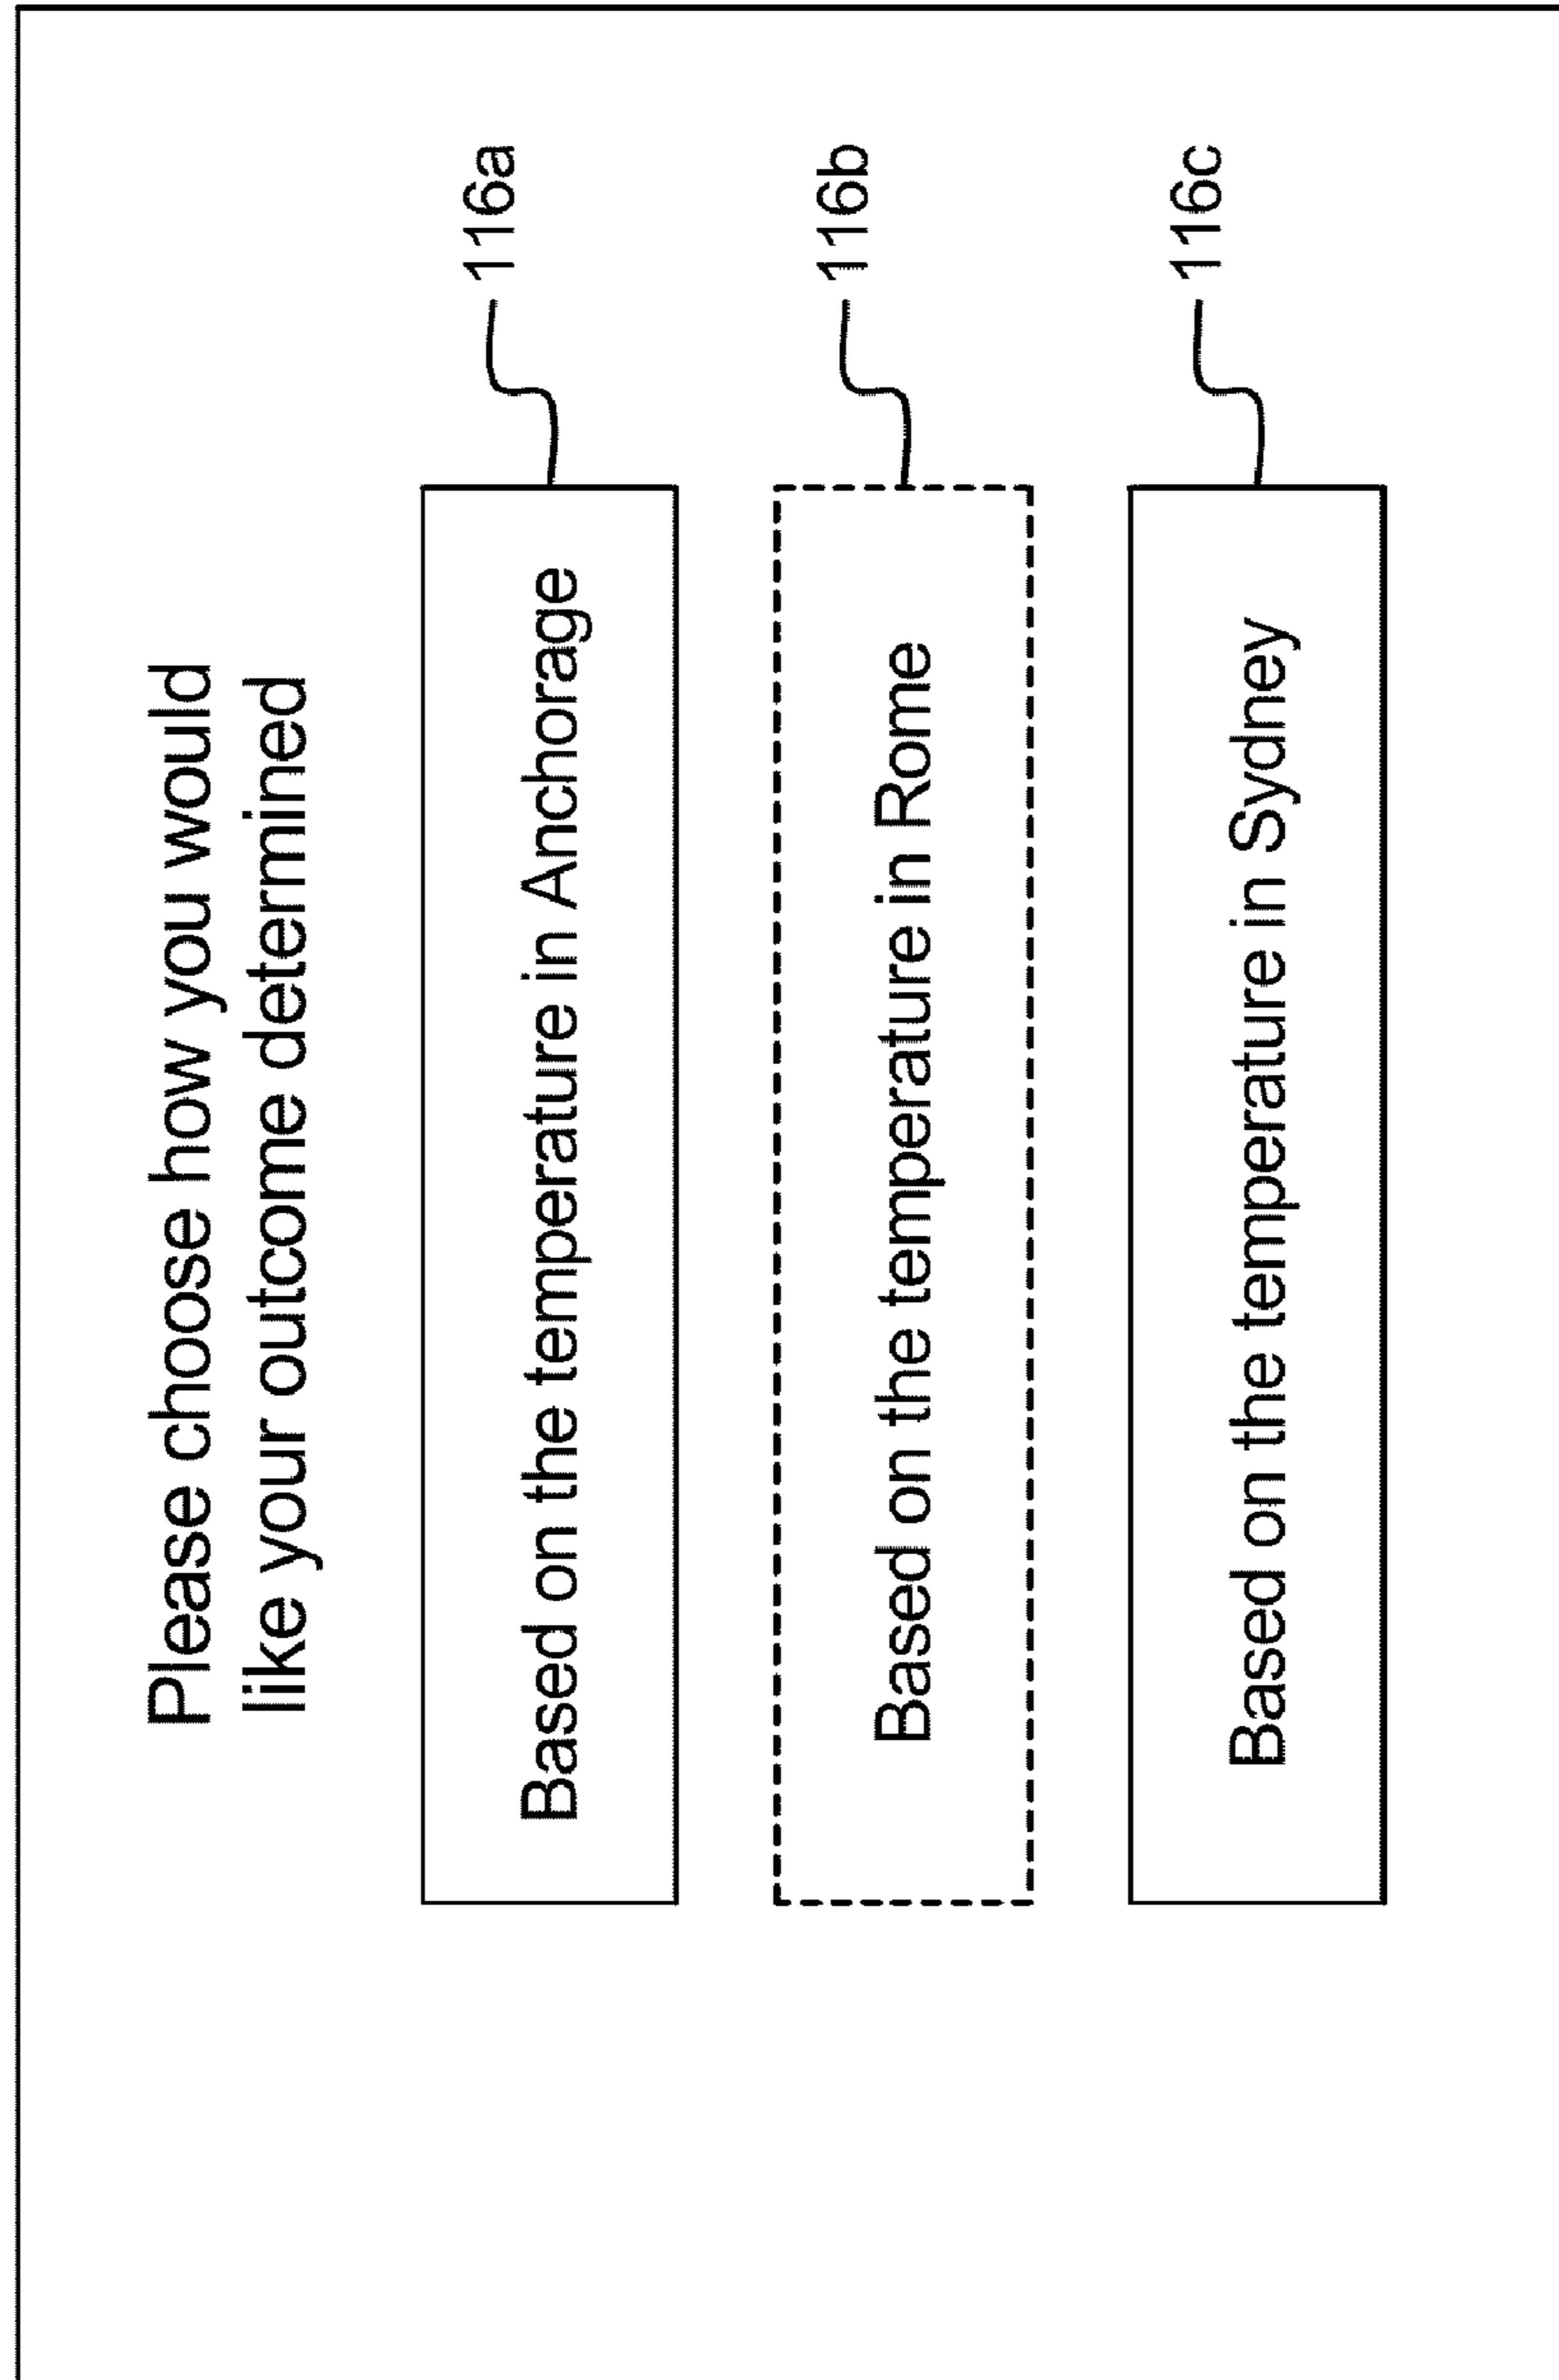 Please choose how you would
like your outcome determined
Based on the temperature in Anchorage
116a
Based on the temperature in Rome
116b
Based on the temperature in Sydney
116c